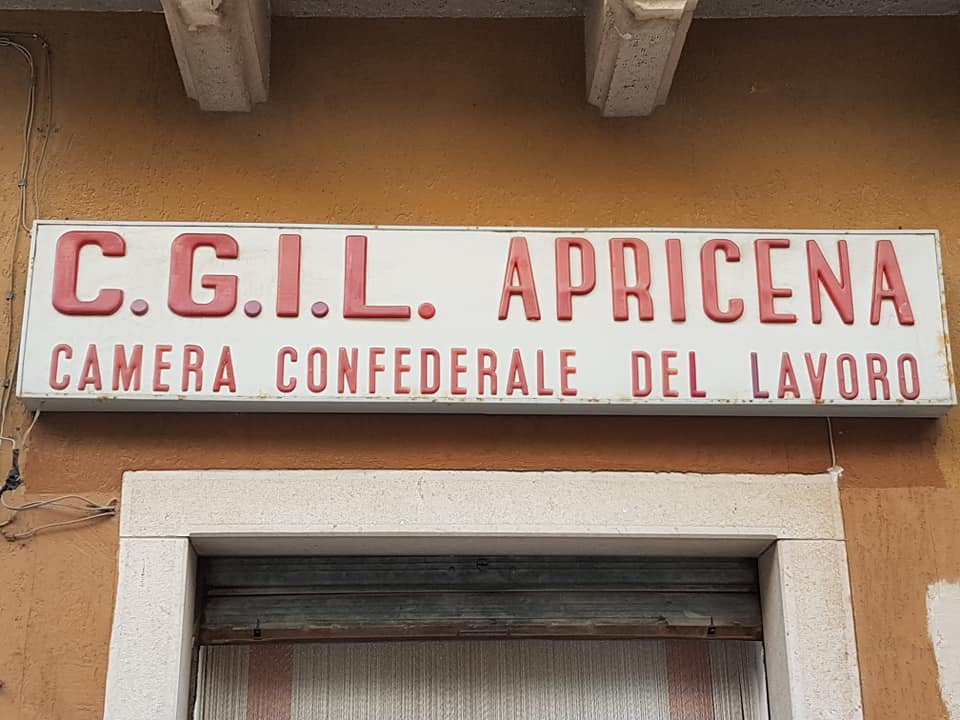 C.G.I.L. APRICENA
CAMERA CONFEDERALE DEL LAVORO